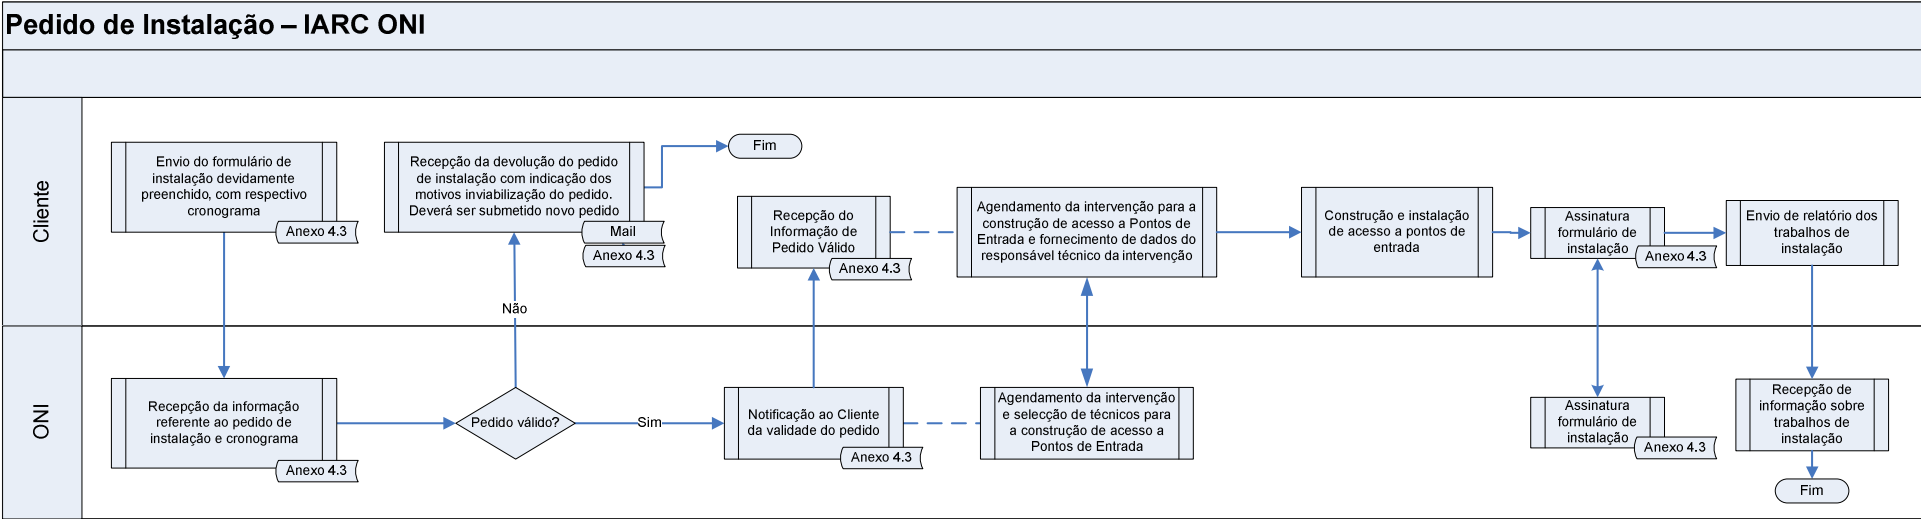 Pedido de Instalação – IARC ONI
Cliente
Envio do formulário de
instalação devidamente
preenchido, com respectivo
cronograma
Anexo 4.3
Recepção da devolução do pedido
de instalação com indicação dos
motivos inviabilização do pedido.
Deverá ser submetido novo pedido
Mail
Anexo 4.3
Fim
Recepção do
Informação de
Pedido Válido
Anexo 4.3
Agendamento da intervenção para a
construção de acesso a Pontos de
Entrada e fornecimento de dados do
responsável técnico da intervenção
Construção e instalação
de acesso a pontos de
entrada
Assinatura
formulário de
instalação
Anexo 4.3
Envio de relatório dos
trabalhos de
instalação
Não
ONI
Recepção da informação
referente ao pedido de
instalação e cronograma
Anexo 4.3
Pedido válido?
Sim
Notificação ao Cliente
da validade do pedido
Anexo 4.3
Agendamento da intervenção
e selecção de técnicos para
a construção de acesso a
Pontos de Entrada
Assinatura
formulário de
instalação
Anexo 4.3
Recepção de
informação sobre
trabalhos de
instalação
Fim